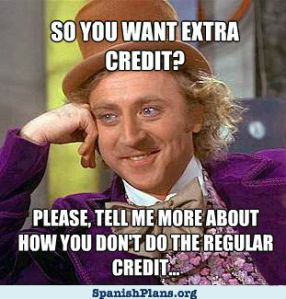 SO YOU WANT EXTRA
CREDIT?
PLEASE, TELL ME MORE ABOUT
HOW YOU DON'T DO THE REGULAR
CREDIT...
SpanishPlans.org